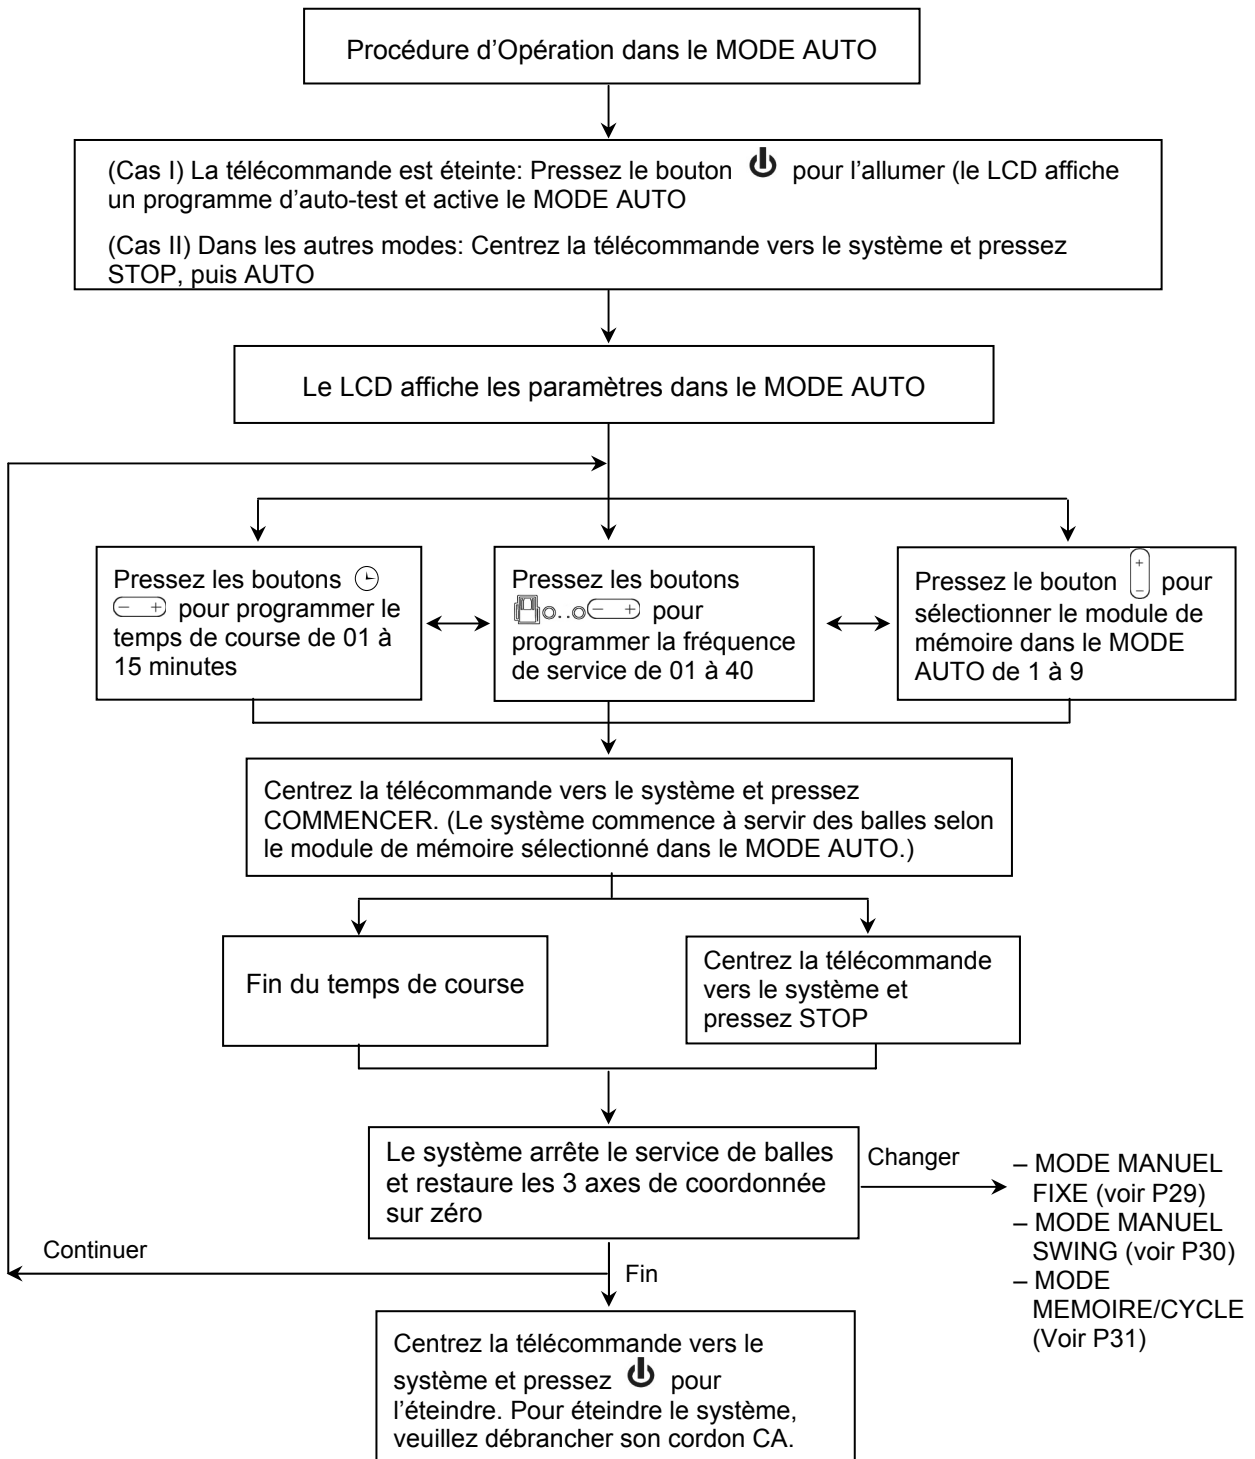 Procédure d’Opération dans le MODE AUTO
(Cas I) La télécommande est éteinte: Pressez le bouton pour l’allumer (le LCD affiche
un programme d’auto-test et active le MODE AUTO
(Cas II) Dans les autres modes: Centrez la télécommande vers le système et pressez
STOP, puis AUTO
Le LCD affiche les paramètres dans le MODE AUTO
Pressez les boutons
- + pour programmer le
temps de course de 01 à
15 minutes
Pressez les boutons
o..o - + pour
programmer la fréquence
de service de 01 à 40
Pressez le bouton + - pour
sélectionner le module de
mémoire dans le MODE
AUTO de 1 à 9
Centrez la télécommande vers le système et pressez
COMMENCER. (Le système commence à servir des balles selon
le module de mémoire sélectionné dans le MODE AUTO.)
Fin du temps de course
Centrez la télécommande
vers le système et
pressez STOP
Le système arrête le service de balles
et restaure les 3 axes de coordonnée
sur zéro
Changer
– MODE MANUEL
FIXE (voir P29)
– MODE MANUEL
SWING (voir P30)
– MODE
MEMOIRE/CYCLE
(Voir P31)
Continuer
Fin
Centrez la télécommande vers le
système et pressez pour
l’éteindre. Pour éteindre le système,
veuillez débrancher son cordon CA.